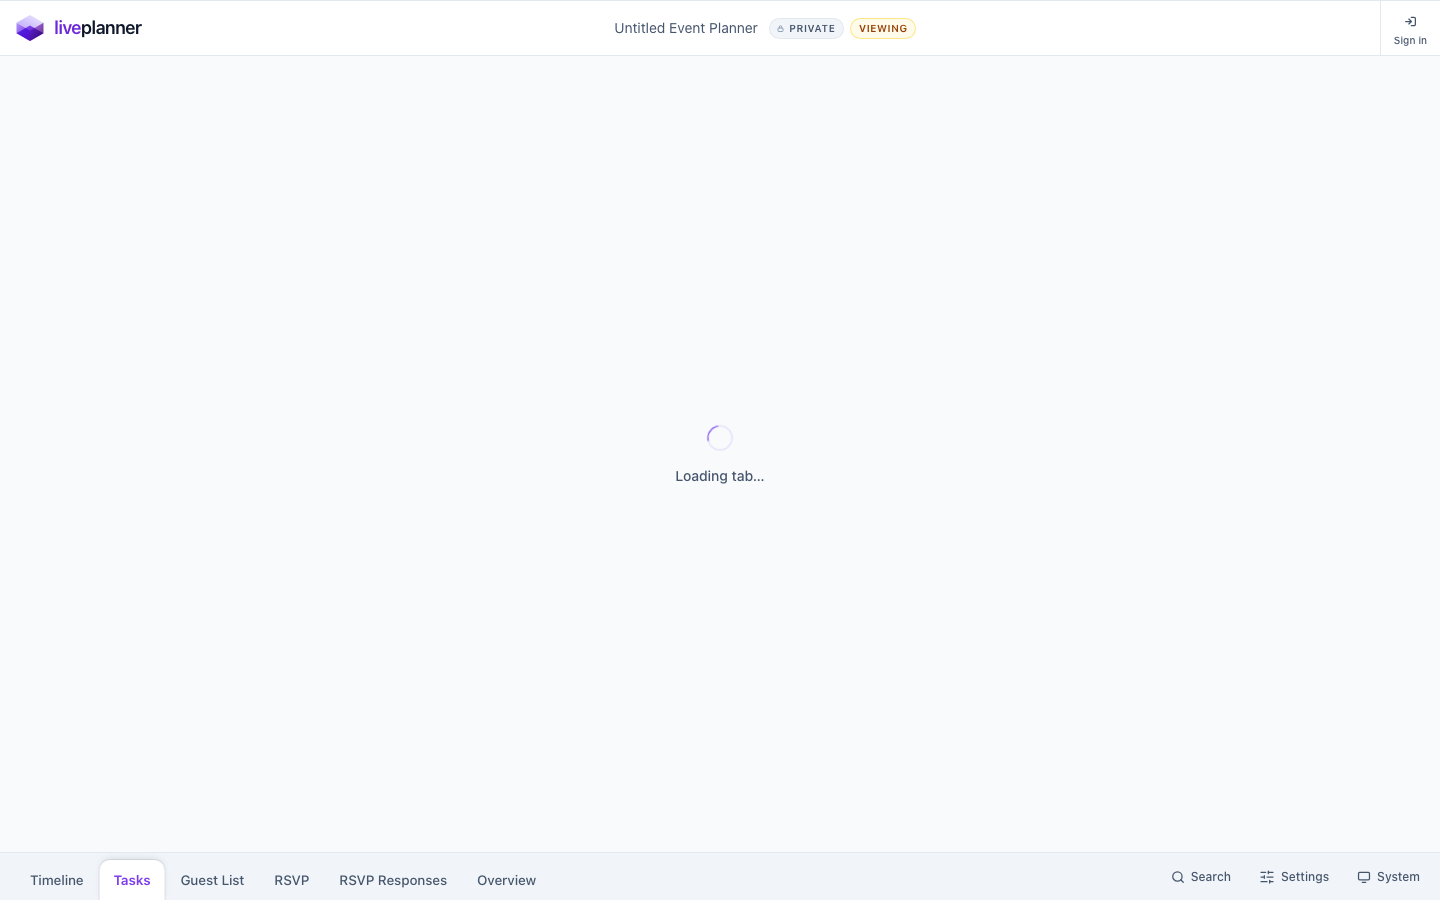 liveplanner
Untitled Event Planner PRIVATE VIEWING
Sign in
Loading tab...
Timeline Tasks Guest List RSVP RSVP Responses Overview Search Settings System